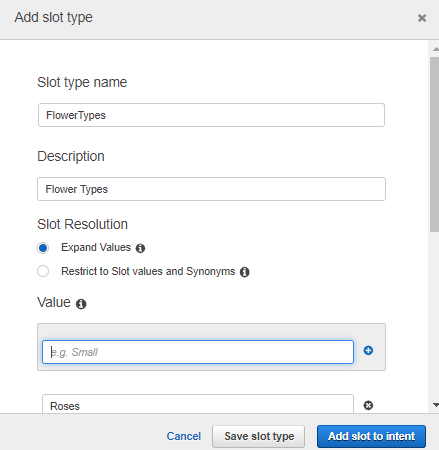 Add slot type
Slot type name
FlowerTypes
Description
Flower Types
Slot Resolution
Expand Values
Restrict to Slot values and Synonyms
Value
e.g. Small
Roses
Cancel Save slot type Add slot to intent